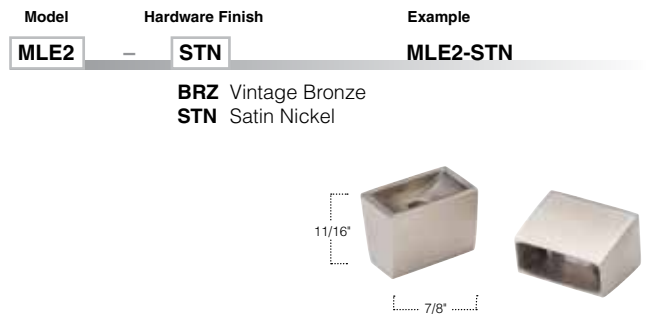 Model Hardware Finish Example
MLE2 – STN MLE2-STN
BRZ Vintage Bronze
STN Satin Nickel
11/16"
7/8"